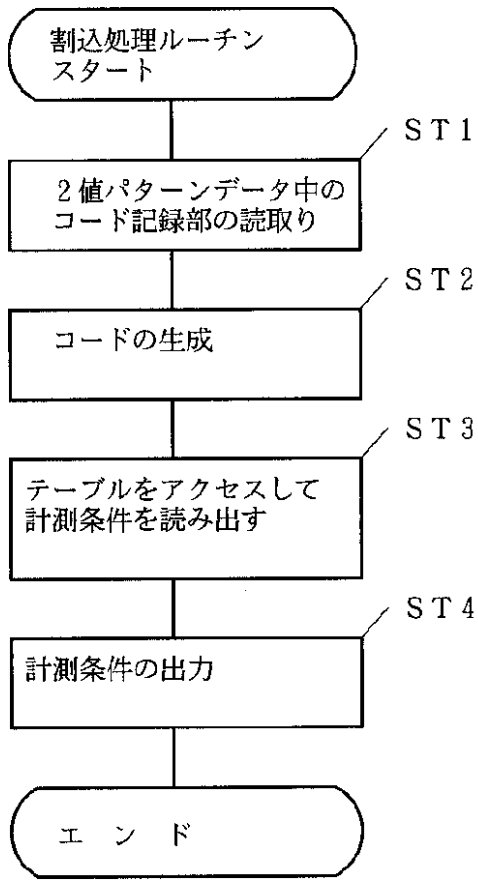 割込処理ルーチン
スタート
ST1
2値パターンデータ中の
コード記録部の読取り
ST2
コードの生成
ST3
テーブルをアクセスして
計測条件を読み出す
ST4
計測条件の出力
エンド